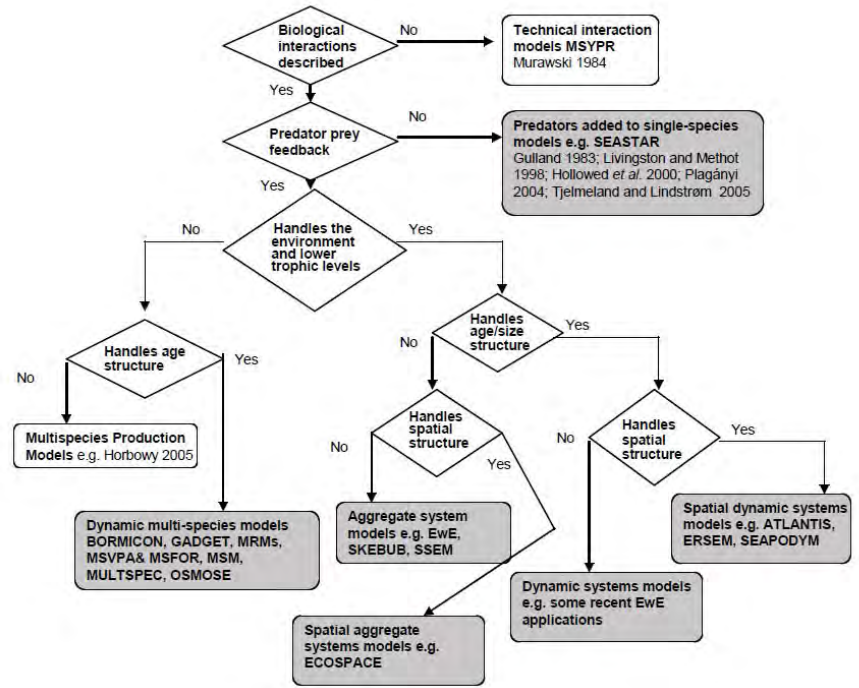 Biological
interactions
described
No
Technical interaction
models MSYPR
Murawski 1984
Yes
Predator prey
feedback
No
Predators added to single-species
models e.g. SEASTAR
Gulland 1983; Livingston and Methot
1998; Hollowed et al. 2000; Plagányi
2004; Tjelmeland and Lindstrøm 2005
Yes
Handles the
environment
and lower
trophic levels
No
Yes
Handles age
structure
No
Yes
Handles
age/size
structure
No
Yes
Multispecies Production
Models e.g. Horbowy 2005
Handles
spatial
structure
No
Yes
Handles
spatial
structure
No
Yes
Dynamic multi-species models
BORMICON, GADGET, MRMs,
MSVPA& MSFOR, MSM,
MULTSPEC, OSMOSE
Aggregate system
models e.g. EwE,
SKEBUB, SSEM
Spatial dynamic systems
models e.g. ATLANTIS,
ERSEM, SEAPODYM
Dynamic systems models
e.g. some recent EwE
applications
Spatial aggregate
systems models e.g.
ECOSPACE